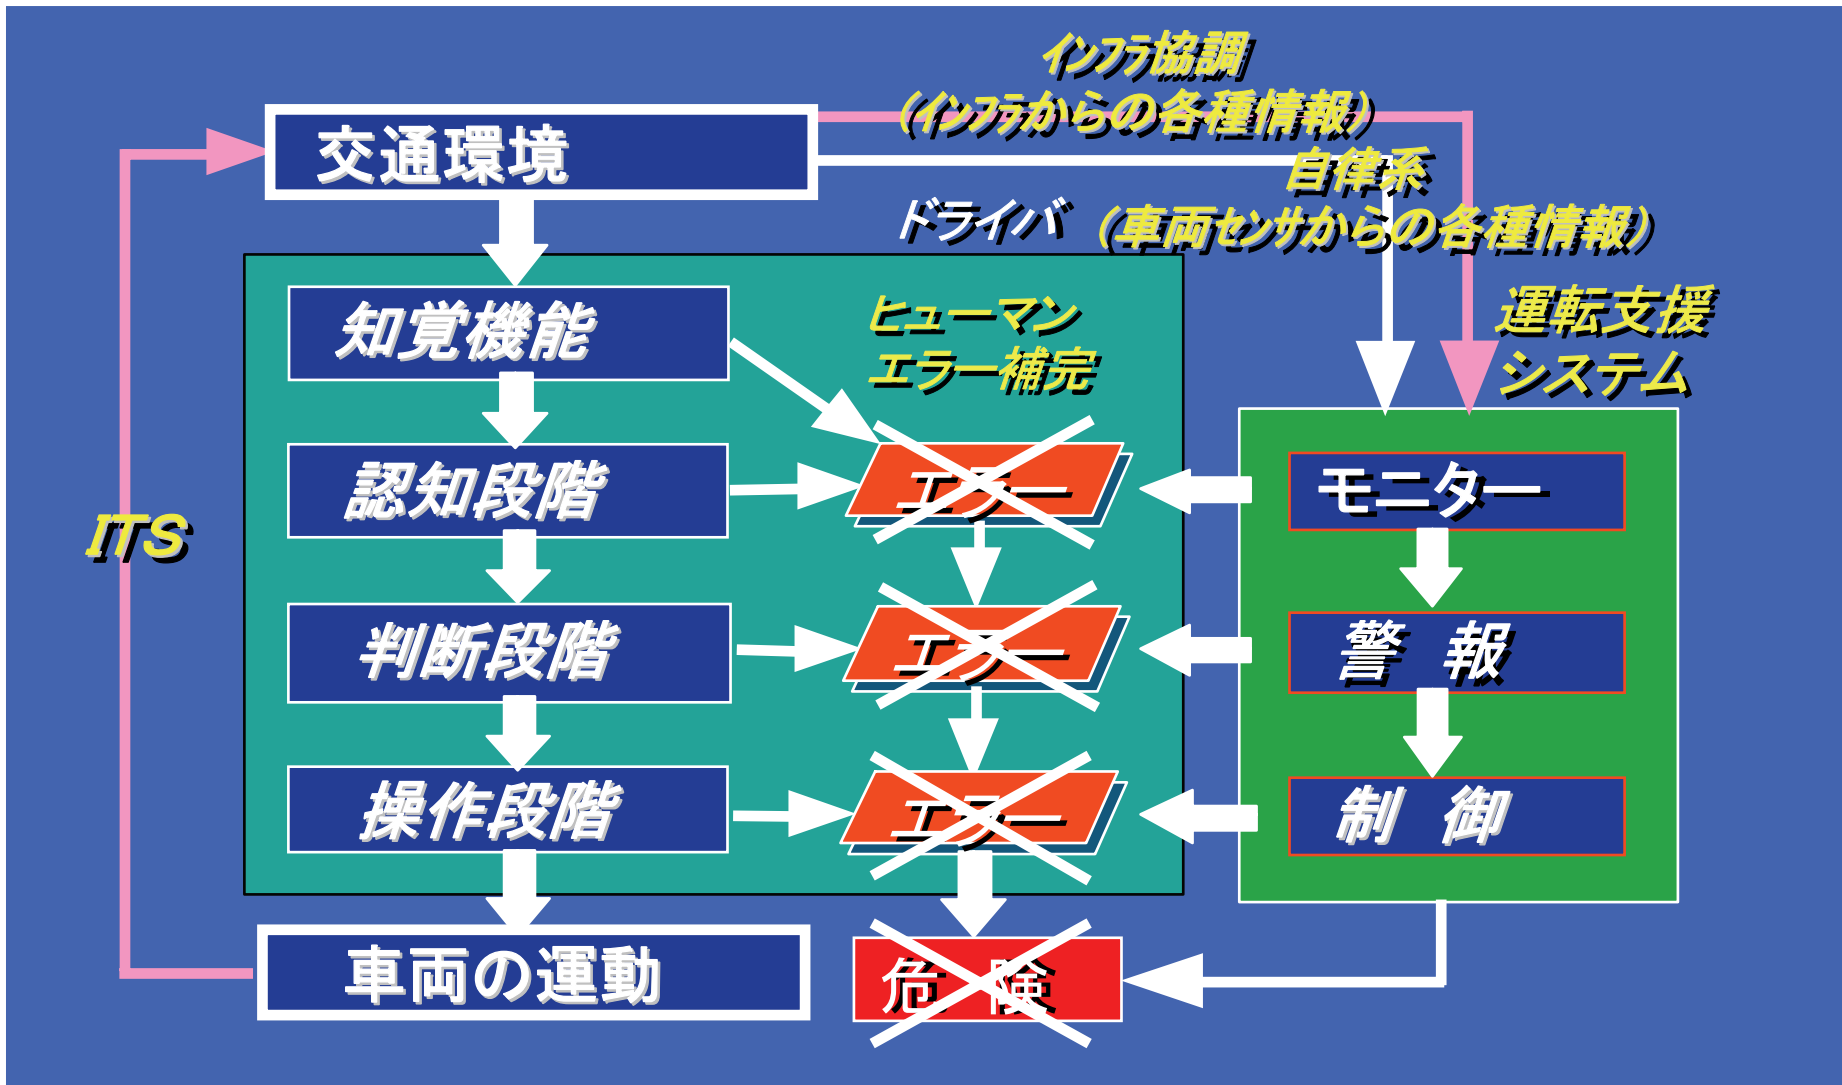 ｲﾝﾌﾗ協調
（ｲﾝﾌﾗからの各種情報）
交通環境
自律系
（車両ｾﾝｻからの各種情報）
ドライバ
知覚機能
ヒューマン
エラー補完
運転支援
システム
認知段階
エラー
モニター
ITS
判断段階
エラー
警　報
操作段階
エラー
制　御
車両の運動
危　険